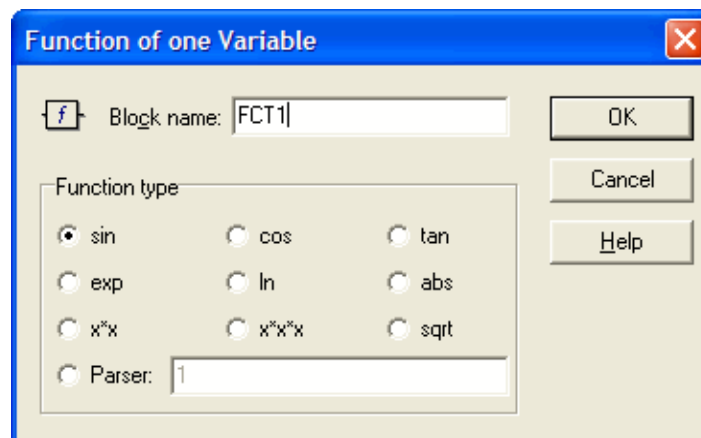 Function of one Variable
f Block name: FCT1 OK
Cancel
Function type
sin cos tan Help
exp ln abs
x*x x*x*x sqrt
Parser: 1